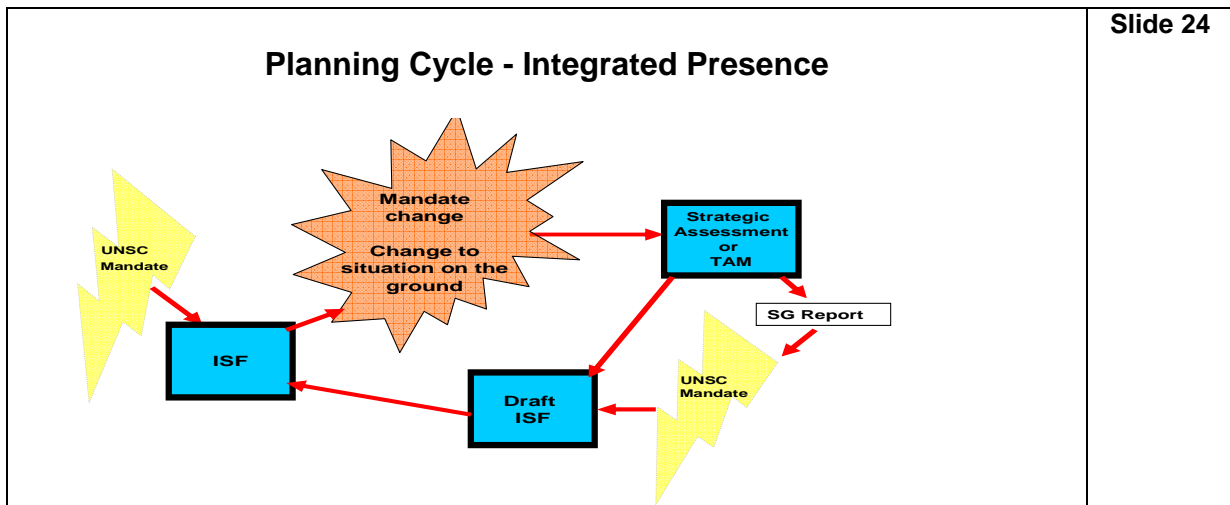 Slide 24
Planning Cycle - Integrated Presence
UNSC
Mandate
ISF
Mandate
change
Change to
situation on the
ground
Strategic
Assessment
or
TAM
SG Report
UNSC
Mandate
Draft
ISF